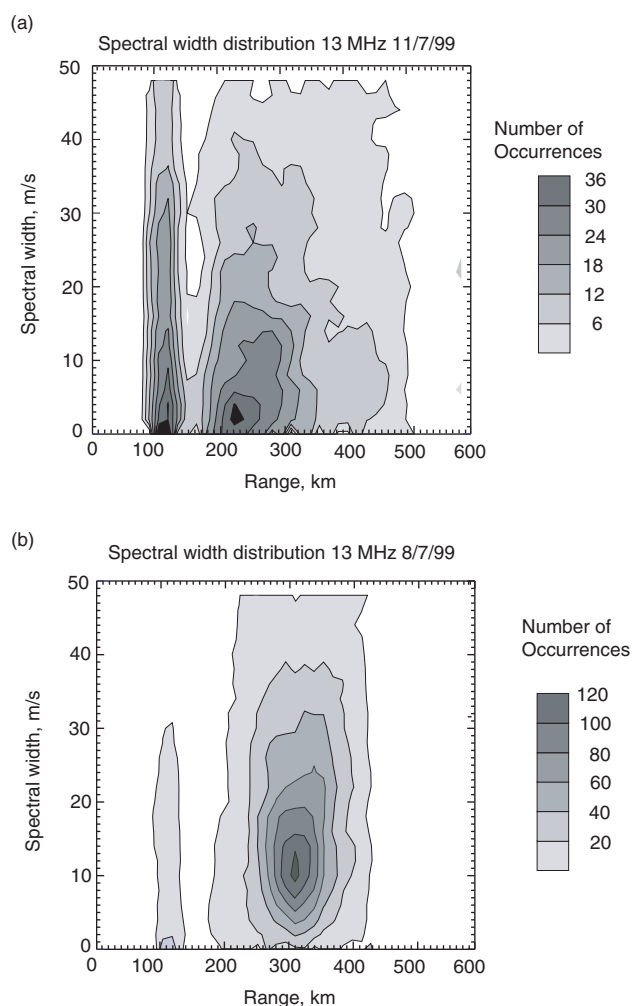 (a)
Spectral width distribution 13 MHz 11/7/99
50
40
30
20
10
0
Spectral width, m/s
0 100 200 300 400 500 600
Range, km
Number of
Occurrences
36
30
24
18
12
6
(b)
Spectral width distribution 13 MHz 8/7/99
50
40
30
20
10
0
Spectral width, m/s
0 100 200 300 400 500 600
Range, km
Number of
Occurrences
120
100
80
60
40
20